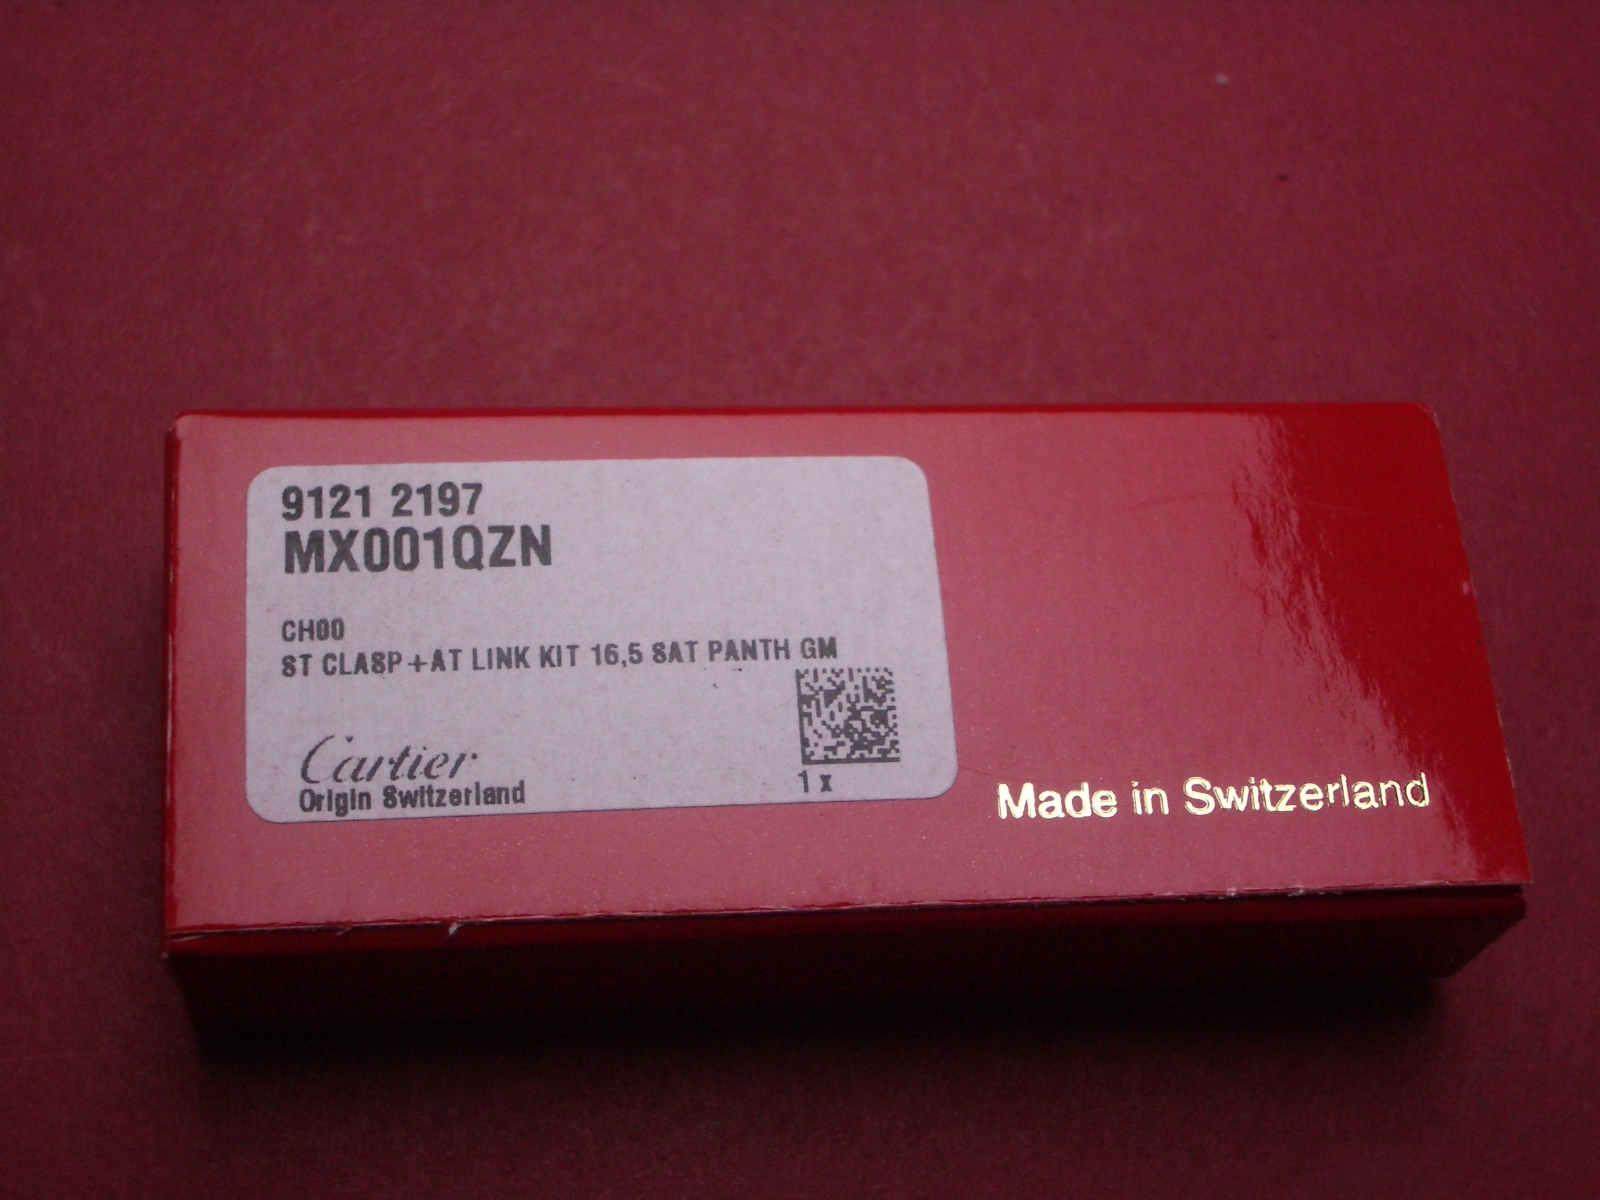 9121 2197
MX001QZN
CH00
ST CLASP+AT LINK KIT 16,5 SAT PANTH GM
Cartier
Origin Switzerland
1 x
Made in Switzerland